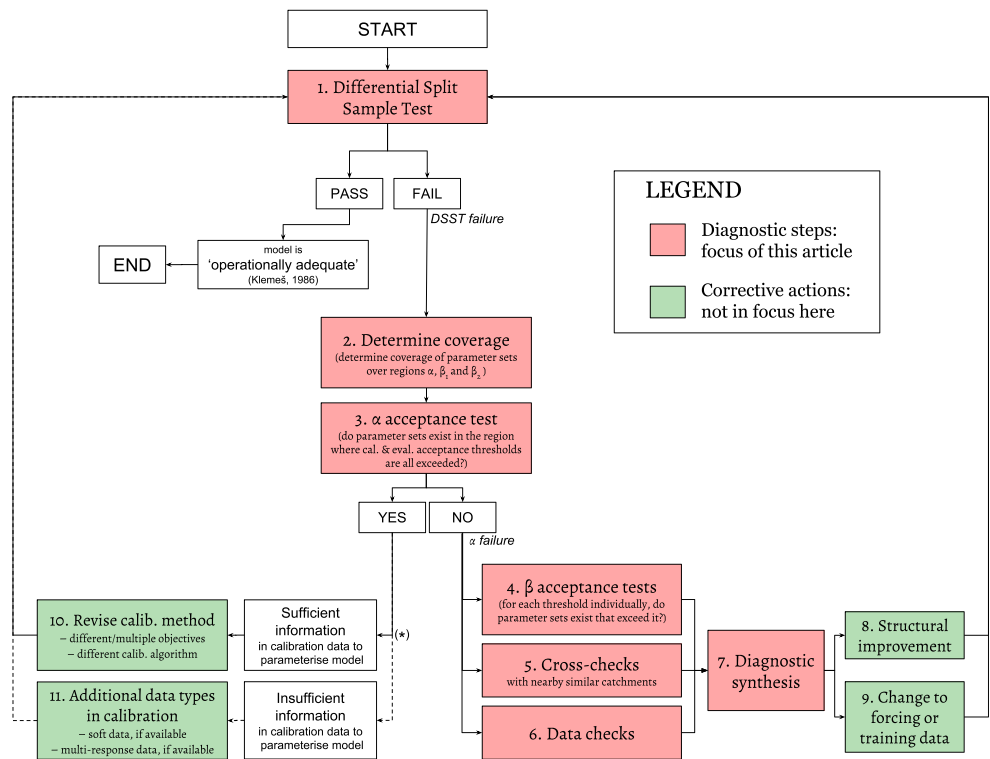 START
1. Differential Split
Sample Test
PASS
FAIL
DSST failure
model is
‘operationally adequate’
(Klemeš, 1986)
END
LEGEND
Diagnostic steps:
focus of this article
Corrective actions:
not in focus here
2. Determine coverage
(determine coverage of parameter sets
over regions α, β₁ and β₂ )
3. α acceptance test
(do parameter sets exist in the region
where cal. & eval. acceptance thresholds
are all exceeded?)
YES
NO
α failure
10. Revise calib. method
– different/multiple objectives
– different calib. algorithm
Sufficient
information
in calibration data to
parameterise model
(*)
11. Additional data types
in calibration
– soft data, if available
– multi-response data, if available
Insufficient
information
in calibration data to
parameterise model
4. β acceptance tests
(for each threshold individually, do
parameter sets exist that exceed it?)
5. Cross-checks
with nearby similar catchments
6. Data checks
7. Diagnostic
synthesis
8. Structural
improvement
9. Change to
forcing or
training data